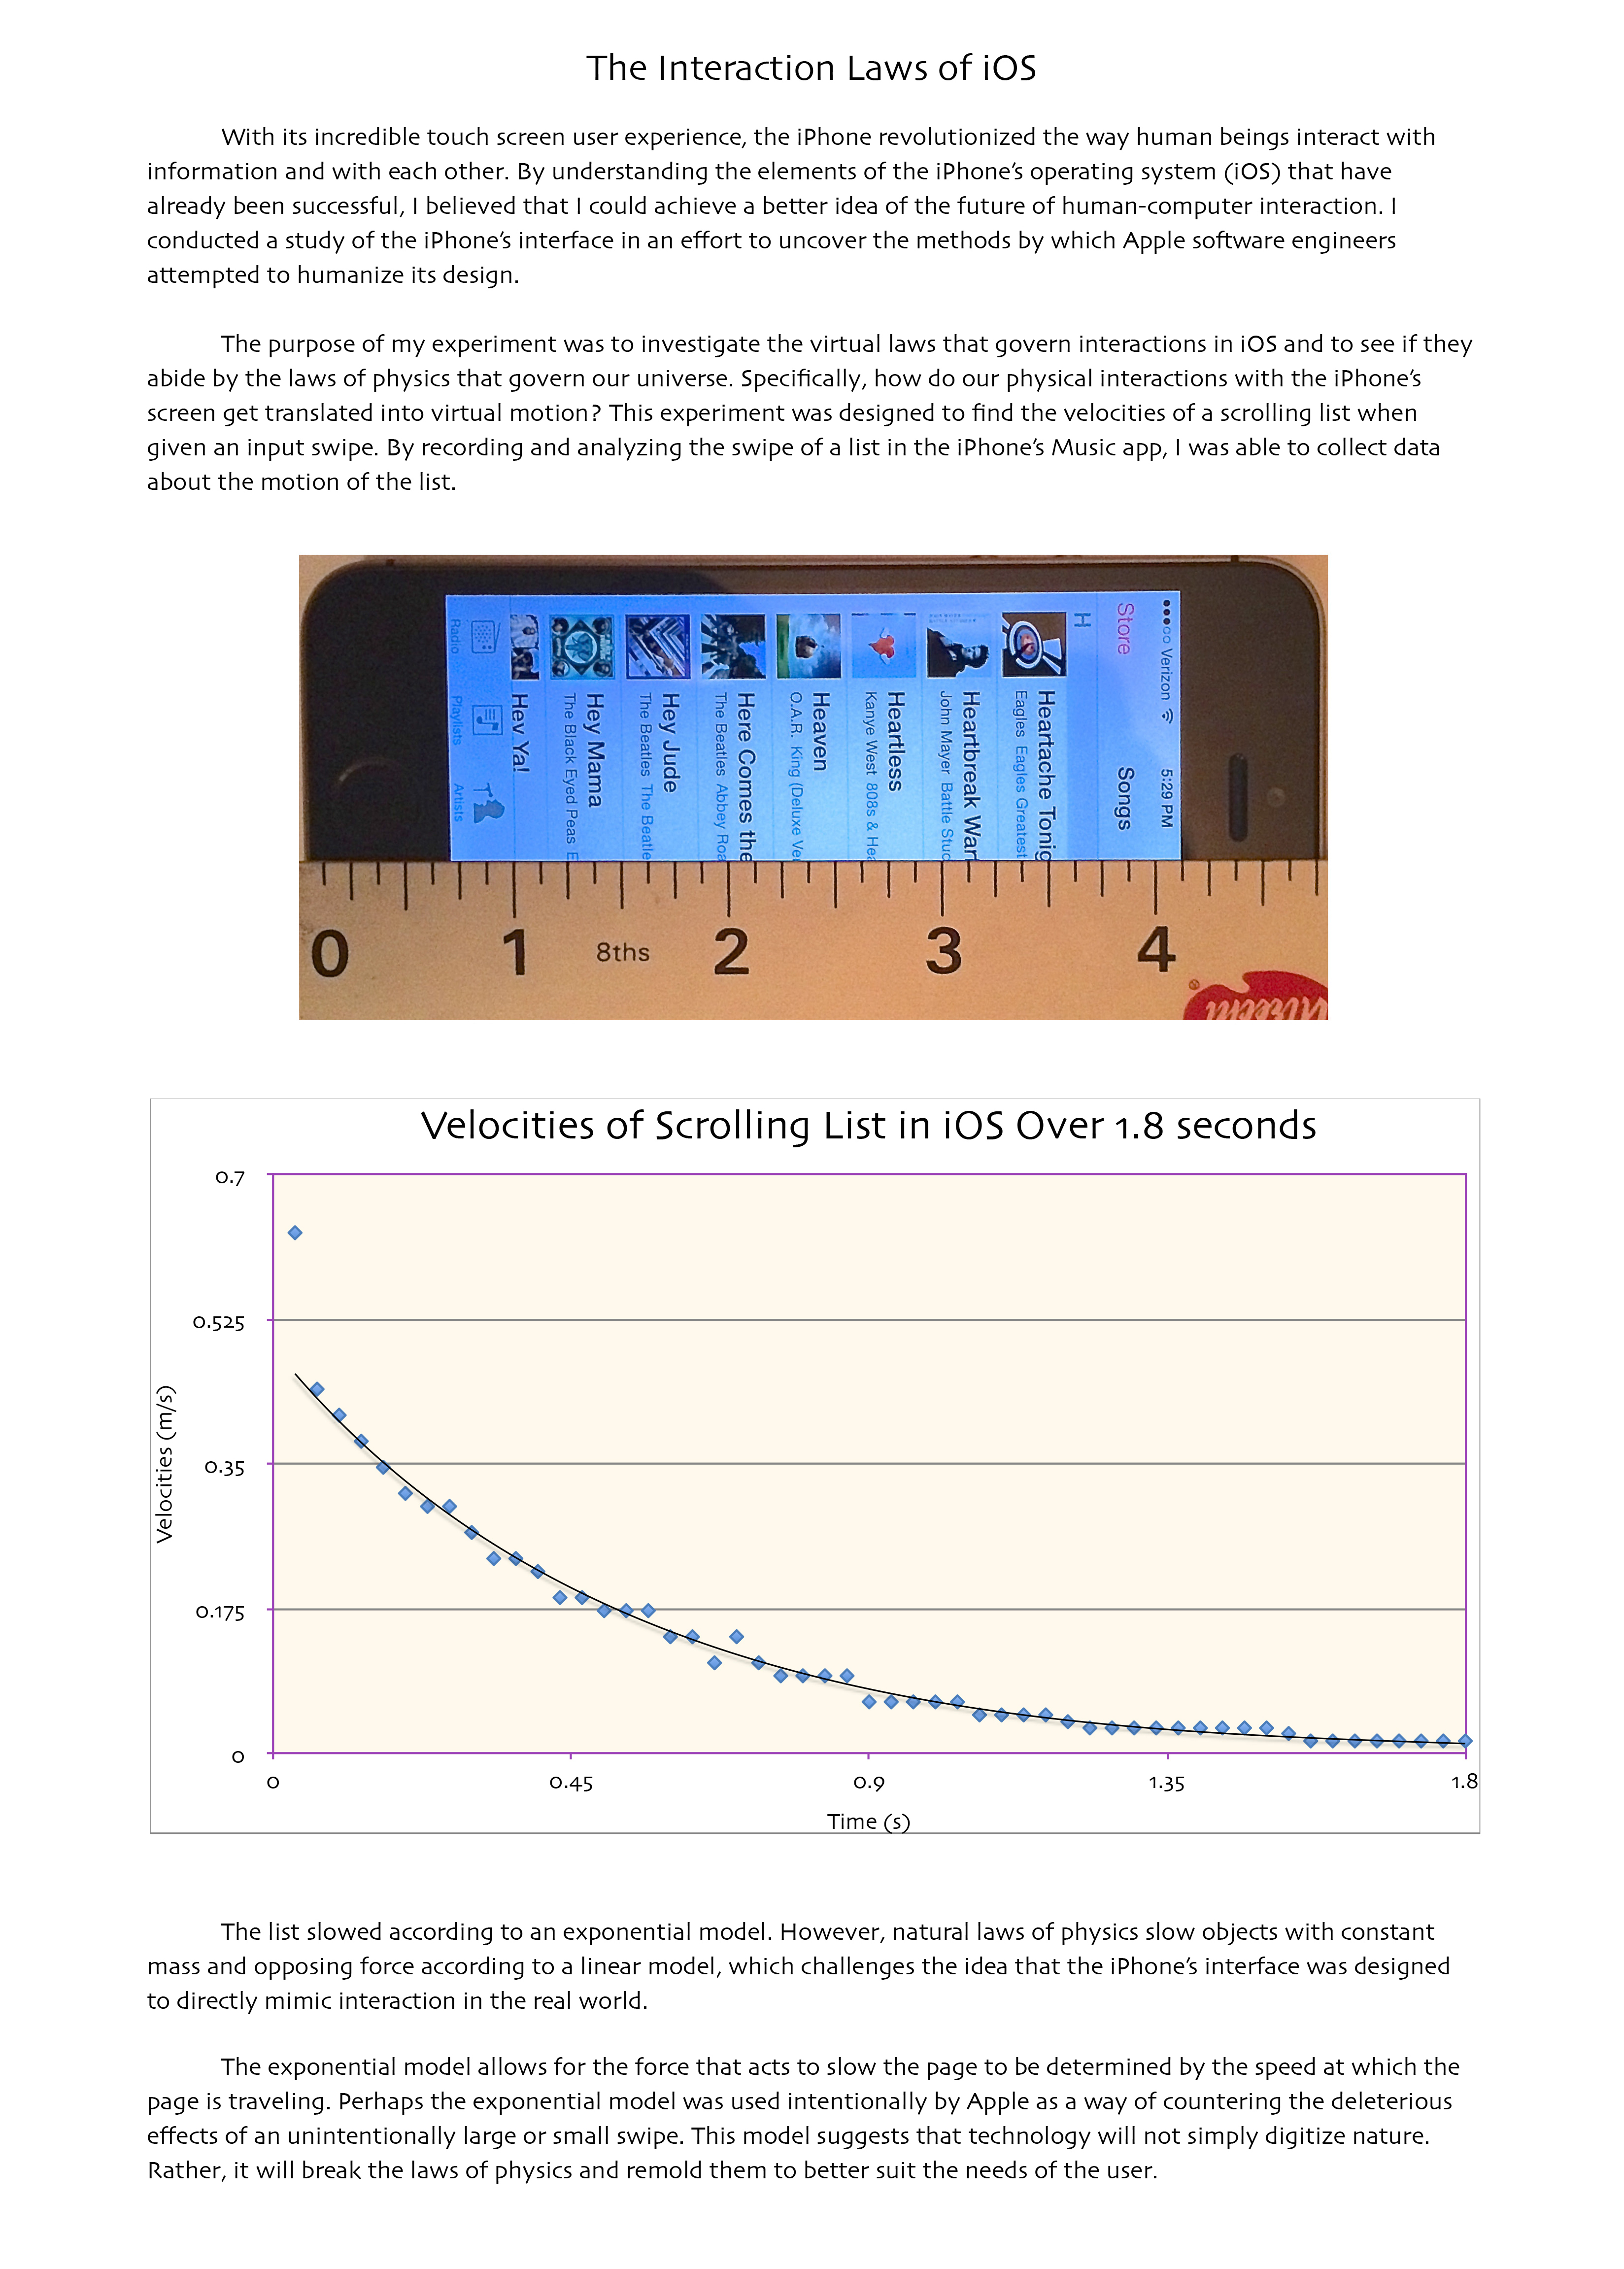 The Interaction Laws of iOS
With its incredible touch screen user experience, the iPhone revolutionized the way human beings interact with
information and with each other. By understanding the elements of the iPhone’s operating system (iOS) that have
already been successful, I believed that I could achieve a better idea of the future of human-computer interaction. I
conducted a study of the iPhone’s interface in an effort to uncover the methods by which Apple software engineers
attempted to humanize its design.
The purpose of my experiment was to investigate the virtual laws that govern interactions in iOS and to see if they
abide by the laws of physics that govern our universe. Specifically, how do our physical interactions with the iPhone’s
screen get translated into virtual motion? This experiment was designed to find the velocities of a scrolling list when
given an input swipe. By recording and analyzing the swipe of a list in the iPhone’s Music app, I was able to collect data
about the motion of the list.
Verizon 5:29 PM
Store Songs
H
Heartache Tonig
Eagles Eagles Greatest
Heartbreak War
John Mayer Battle Stud
Heartless
Kanye West 808s & Hea
Heaven
O.A.R. King (Deluxe Ver
Here Comes the
The Beatles Abbey Roa
Hey Jude
The Beatles The Beatle
Hey Mama
The Black Eyed Peas E
Hey Ya!
Radio Playlists Artists
0 1 8ths 2 3 4
Velocities of Scrolling List in iOS Over 1.8 seconds
0.7
0.525
0.35
0.175
0
Velocities (m/s)
0 0.45 0.9 1.35 1.8
Time (s)
The list slowed according to an exponential model. However, natural laws of physics slow objects with constant
mass and opposing force according to a linear model, which challenges the idea that the iPhone’s interface was designed
to directly mimic interaction in the real world.
The exponential model allows for the force that acts to slow the page to be determined by the speed at which the
page is traveling. Perhaps the exponential model was used intentionally by Apple as a way of countering the deleterious
effects of an unintentionally large or small swipe. This model suggests that technology will not simply digitize nature.
Rather, it will break the laws of physics and remold them to better suit the needs of the user.